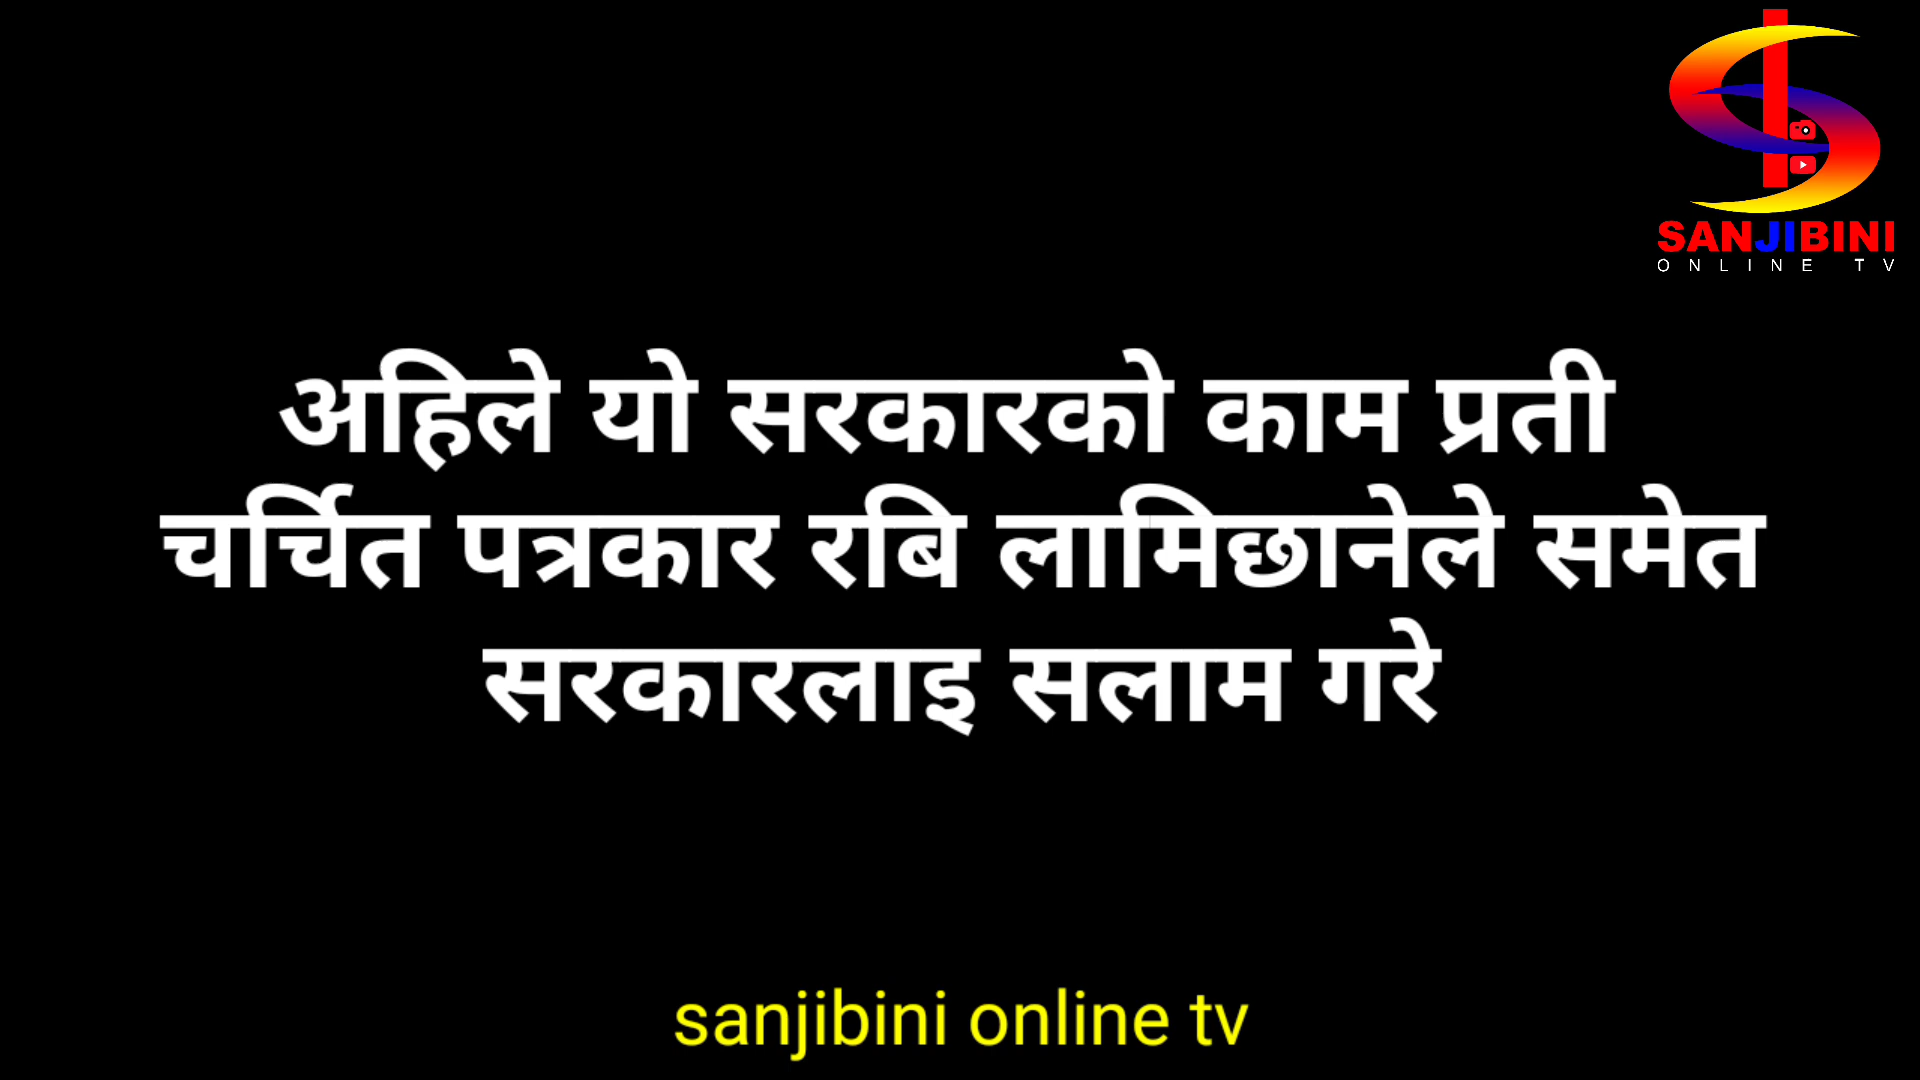 SANJIBINI
ONLINE TV
अहिले यो सरकारको काम प्रती
चर्चित पत्रकार रबि लामिछानेले समेत
सरकारलाइ सलाम गरे
sanjibini online tv